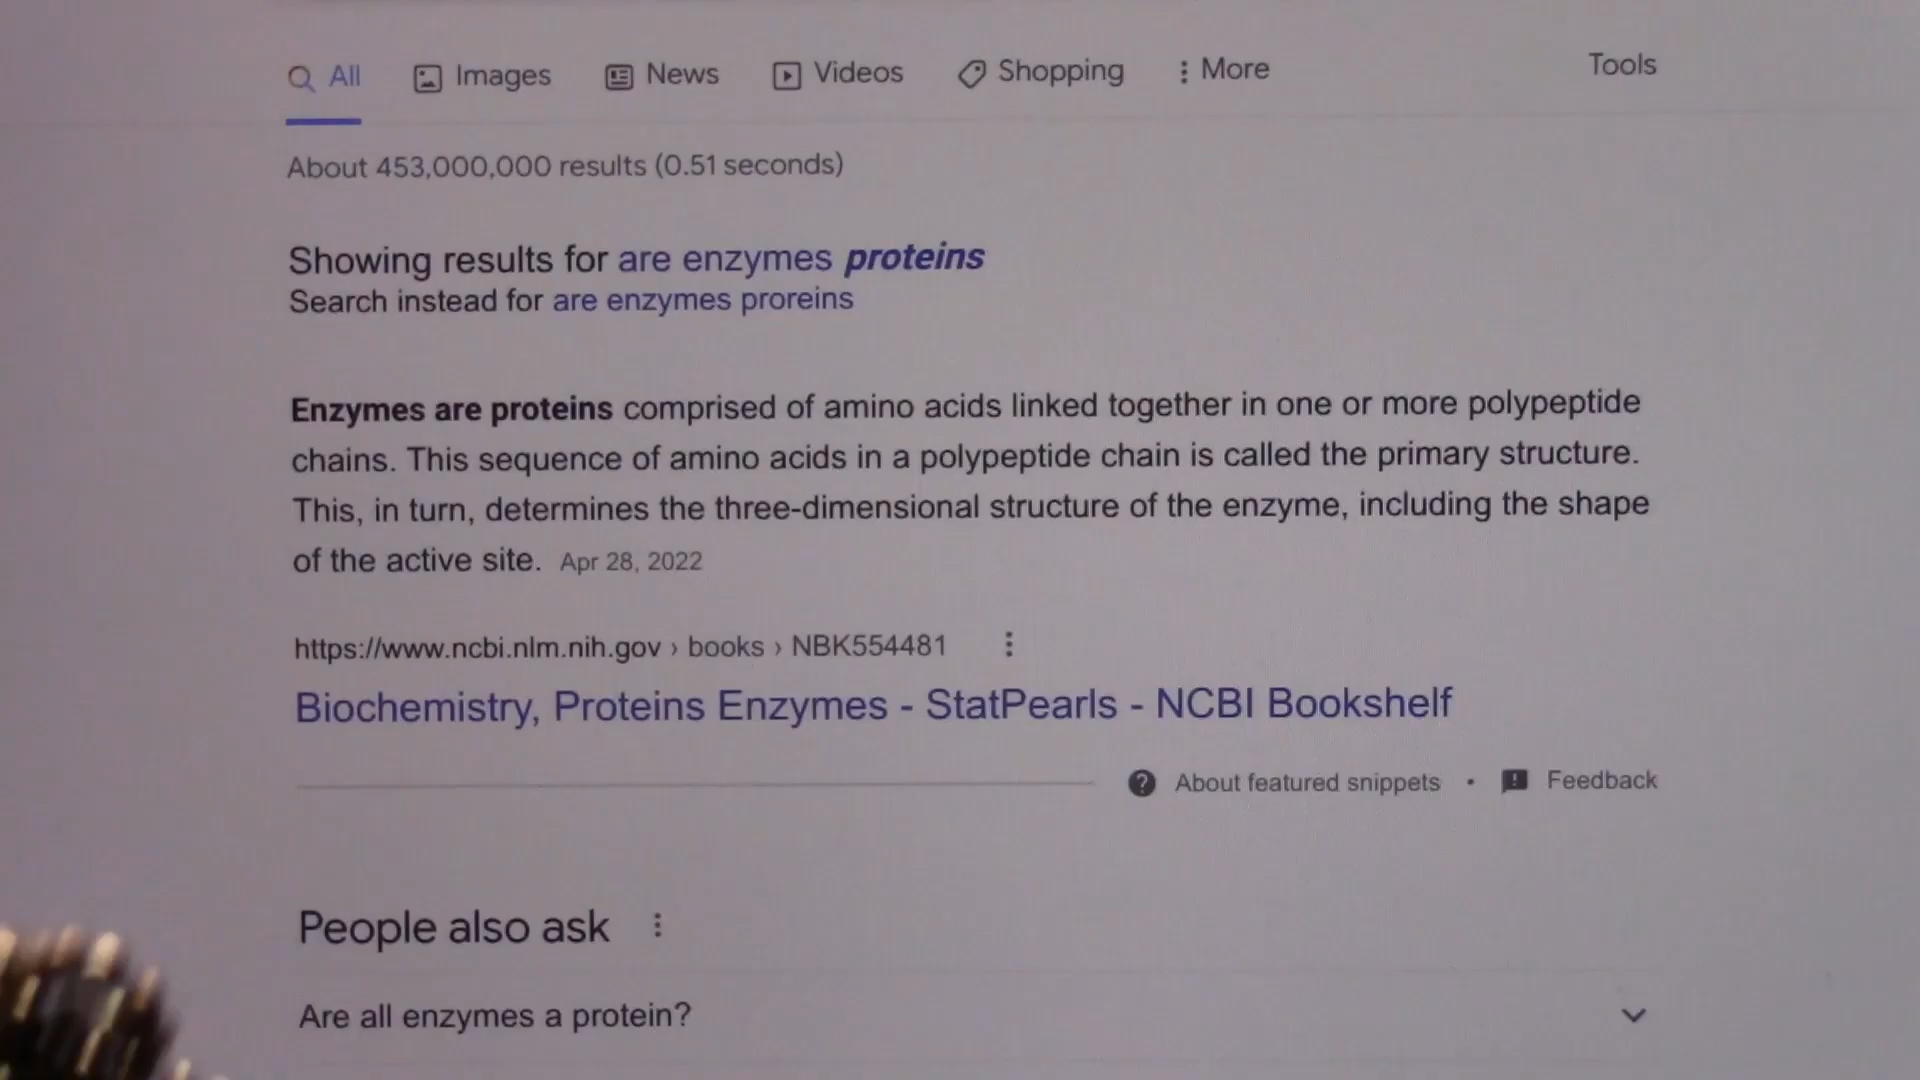 All Images News Videos Shopping More Tools
About 453,000,000 results (0.51 seconds)
Showing results for are enzymes proteins
Search instead for are enzymes proreins
Enzymes are proteins comprised of amino acids linked together in one or more polypeptide
chains. This sequence of amino acids in a polypeptide chain is called the primary structure.
This, in turn, determines the three-dimensional structure of the enzyme, including the shape
of the active site. Apr 28, 2022
https://www.ncbi.nlm.nih.gov › books › NBK554481
Biochemistry, Proteins Enzymes - StatPearls - NCBI Bookshelf
About featured snippets • Feedback
People also ask
Are all enzymes a protein?